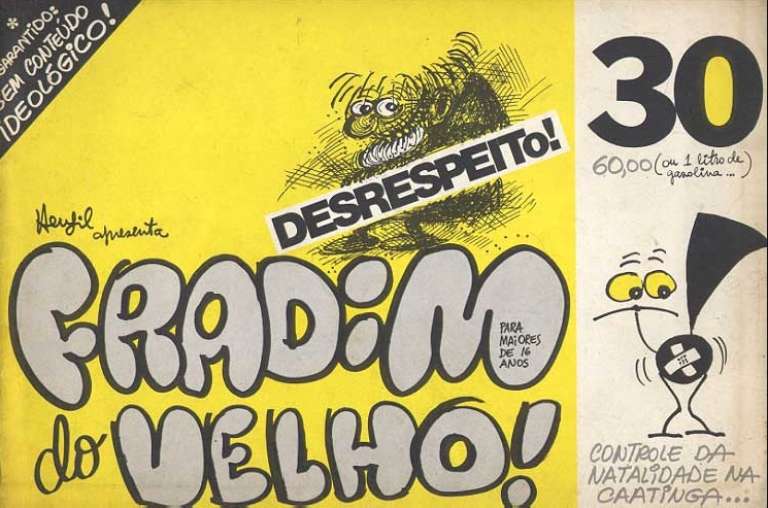 * GARANTIDO:
SEM CONTEÚDO
IDEOLÓGICO!
DESRESPEITO!
Henfil
apresenta
FRADiM
PARA
MAIORES
DE 16
ANOS
do VELHO!
30
60,00 (ou 1 litro de
gasolina...)
CONTROLE DA
NATALIDADE NA
CAATINGA...